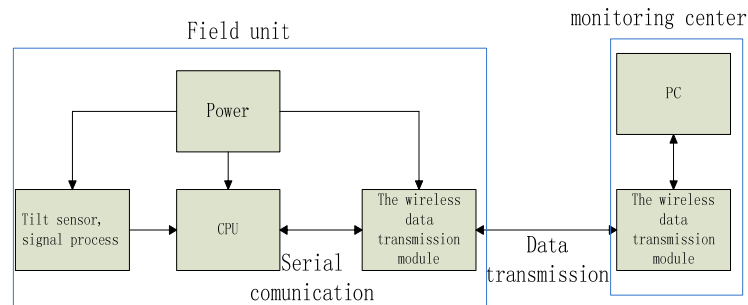 Field unit
monitoring center
Power
PC
Tilt sensor,
signal process
CPU
The wireless
data
transmission
module
The wireless
data
transmission
module
Serial
comunication
Data
transmission